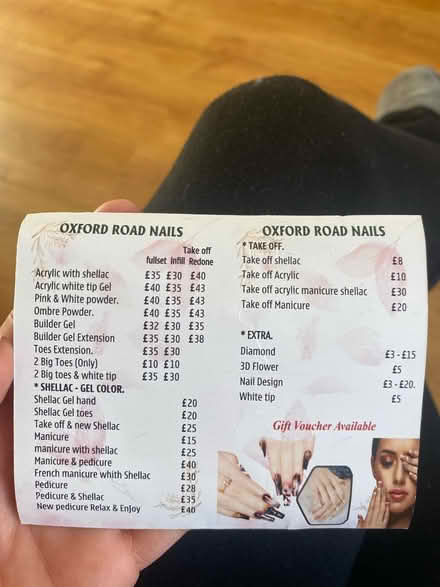 OXFORD ROAD NAILS
Take off
fullset Infill Redone
Acrylic with shellac £35 £30 £40
Acrylic white tip Gel £40 £35 £43
Pink & White powder. £40 £35 £43
Ombre Powder. £40 £35 £43
Builder Gel £32 £30 £35
Builder Gel Extension £35 £30 £38
Toes Extension. £35 £30
2 Big Toes (Only) £10 £10
2 Big toes & white tip £35 £30
* SHELLAC - GEL COLOR.
Shellac Gel hand £20
Shellac Gel toes £20
Take off & new Shellac £25
Manicure £15
manicure with shellac £25
Manicure & pedicure £40
French manicure whith Shellac £30
Pedicure £28
Pedicure & Shellac £35
New pedicure Relax & Enjoy £40
OXFORD ROAD NAILS
* TAKE OFF.
Take off shellac £8
Take off Acrylic £10
Take off acrylic manicure shellac £30
Take off Manicure £20
* EXTRA.
Diamond £3 - £15
3D Flower £5
Nail Design £3 - £20.
White tip £5
Gift Voucher Available